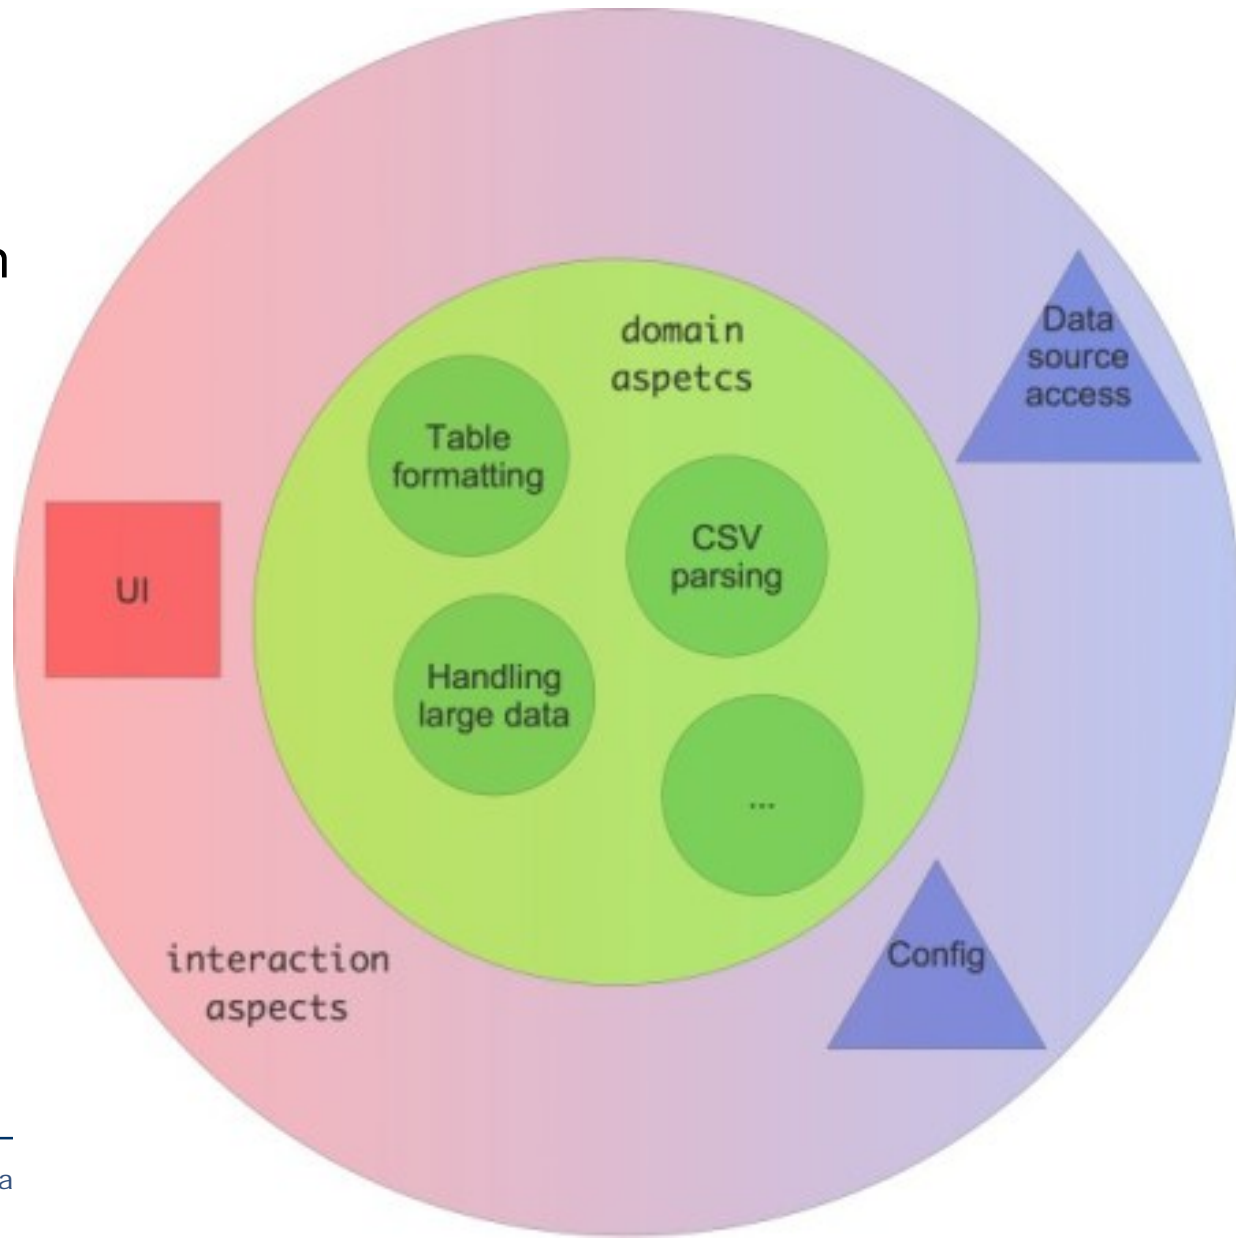 n
domain
aspetcs
Data
source
access
Table
formatting
CSV
parsing
UI
Handling
large data
...
interaction
aspects
Config
a